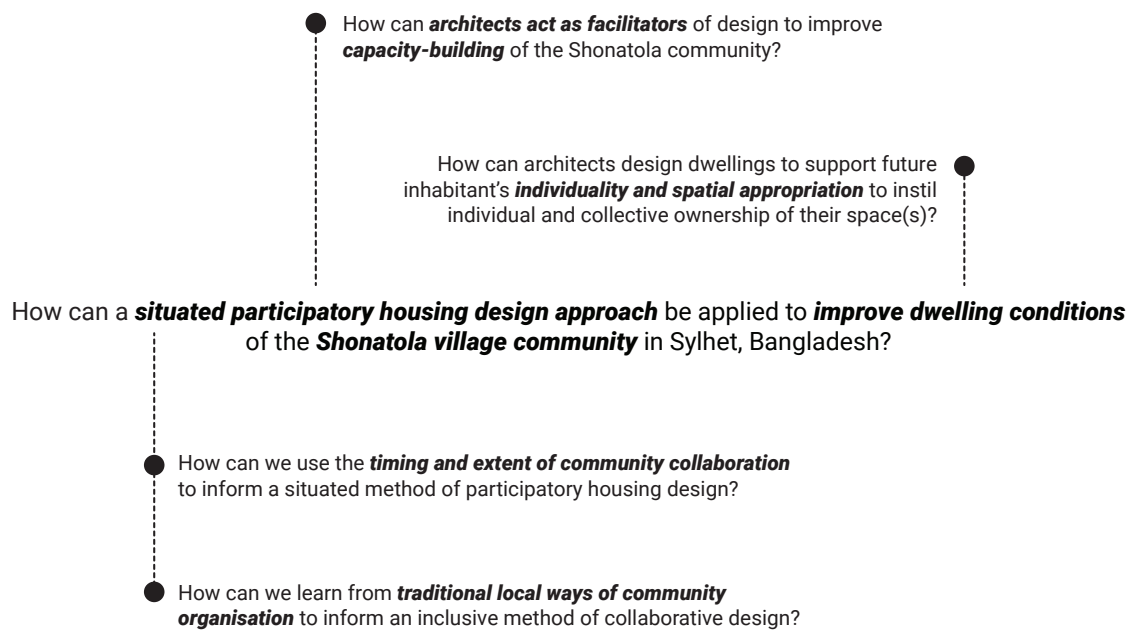 How can architects act as facilitators of design to improve
capacity-building of the Shonatola community?
How can architects design dwellings to support future
inhabitant's individuality and spatial appropriation to instil
individual and collective ownership of their space(s)?
How can a situated participatory housing design approach be applied to improve dwelling conditions
of the Shonatola village community in Sylhet, Bangladesh?
How can we use the timing and extent of community collaboration
to inform a situated method of participatory housing design?
How can we learn from traditional local ways of community
organisation to inform an inclusive method of collaborative design?